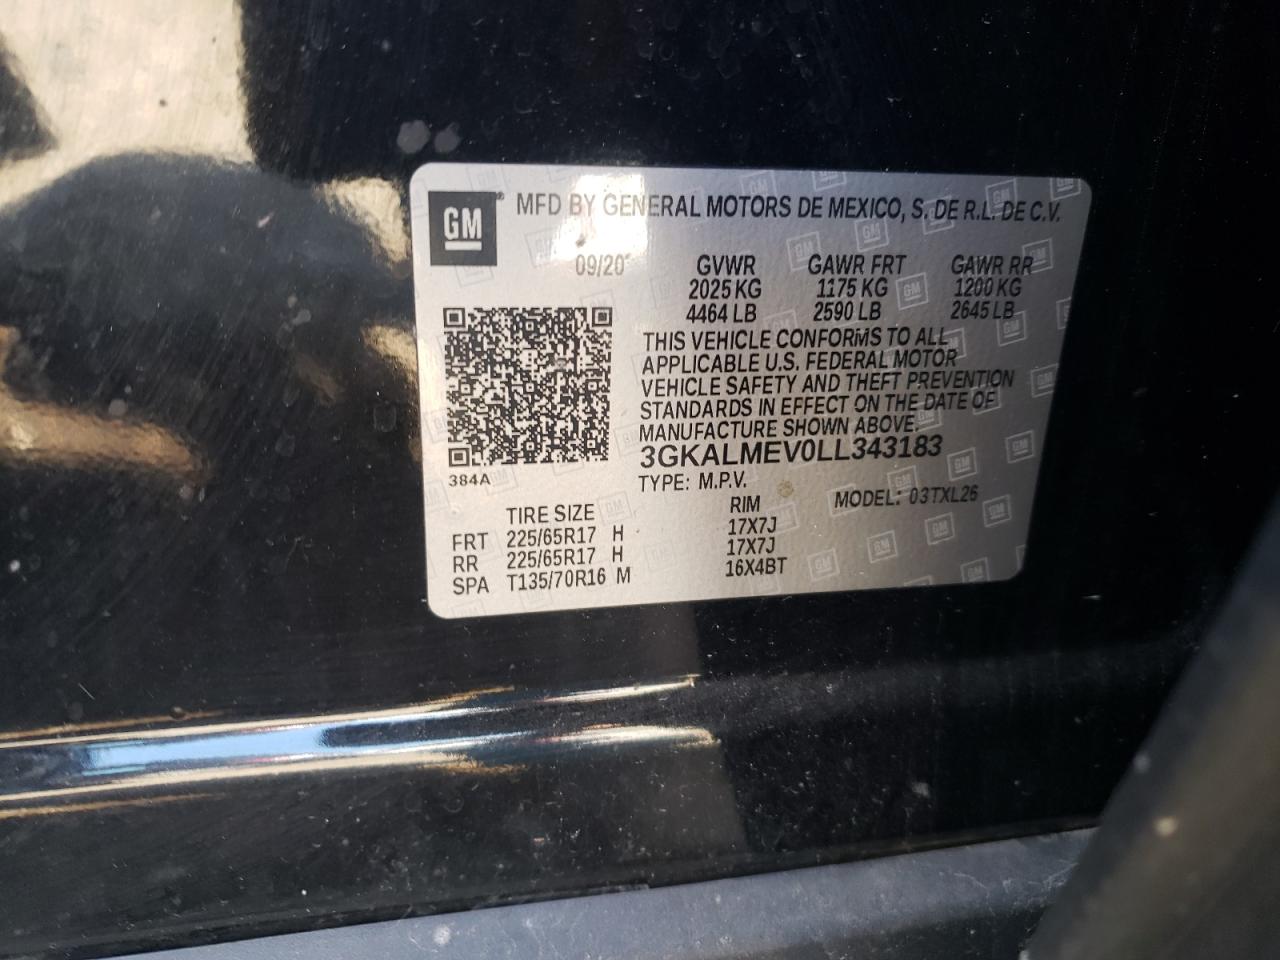 GM ® MFD BY GENERAL MOTORS DE MEXICO, S. DE R.L. DE C.V.
09/20 GVWR GAWR FRT GAWR RR
2025 KG 1175 KG 1200 KG
4464 LB 2590 LB 2645 LB
THIS VEHICLE CONFORMS TO ALL
APPLICABLE U.S. FEDERAL MOTOR
VEHICLE SAFETY AND THEFT PREVENTION
STANDARDS IN EFFECT ON THE DATE OF
MANUFACTURE SHOWN ABOVE.
3GKALMEV0LL343183
384A TYPE: M.P.V. MODEL: 03TXL26
TIRE SIZE RIM
FRT 225/65R17 H 17X7J
RR 225/65R17 H 17X7J
SPA T135/70R16 M 16X4BT